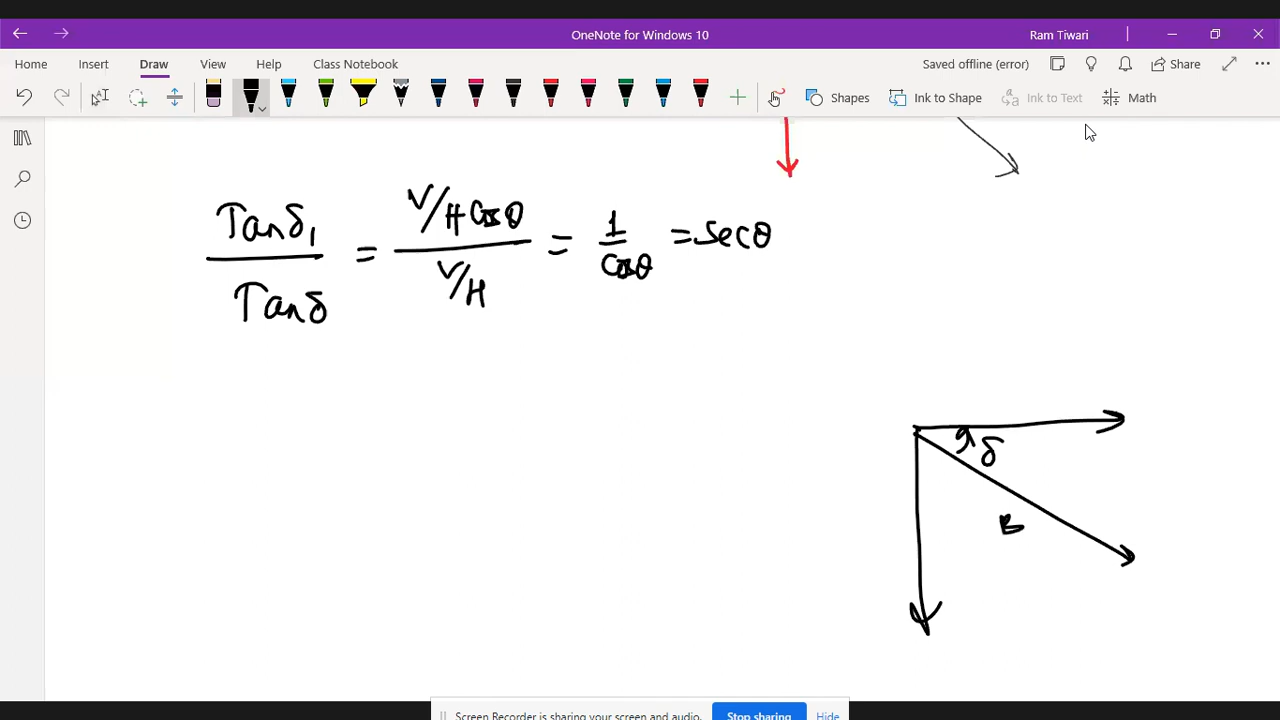 OneNote for Windows 10
Ram Tiwari
Home Insert Draw View Help Class Notebook
Saved offline (error) Share
Shapes Ink to Shape Ink to Text Math
Tanδ₁ / Tanδ = (V/H Cosθ) / (V/H) = 1/Cosθ = Secθ
δ
B
Screen Recorder is sharing your screen and audio. Stop sharing Hide